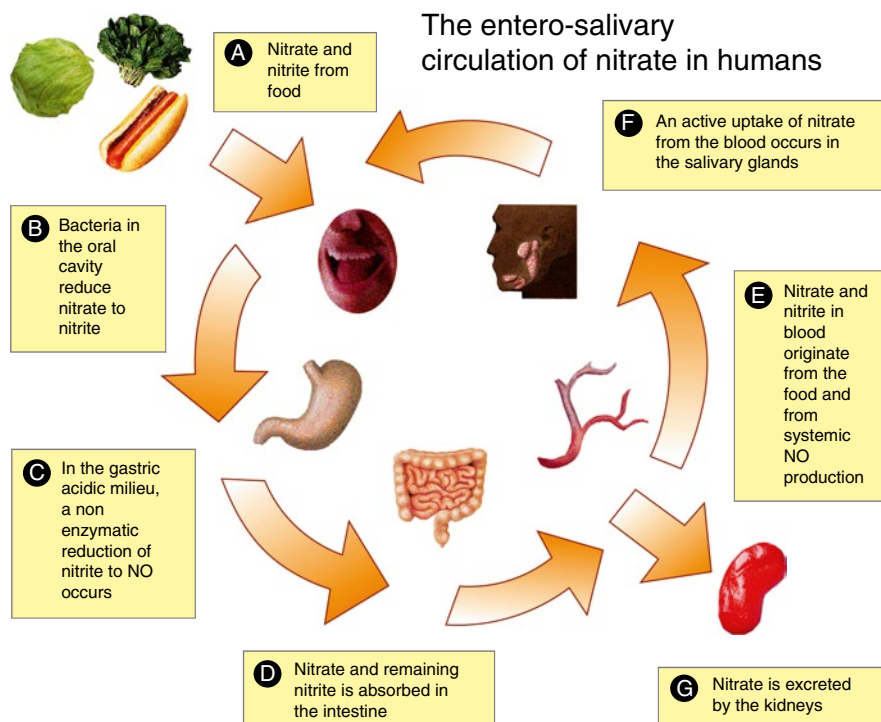 The entero-salivary
circulation of nitrate in humans
A Nitrate and
nitrite from
food
B Bacteria in
the oral
cavity
reduce
nitrate to
nitrite
C In the gastric
acidic milieu,
a non
enzymatic
reduction of
nitrite to NO
occurs
D Nitrate and remaining
nitrite is absorbed in
the intestine
E Nitrate and
nitrite in
blood
originate
from the
food and
from
systemic
NO
production
F An active uptake of nitrate
from the blood occurs in
the salivary glands
G Nitrate is excreted
by the kidneys